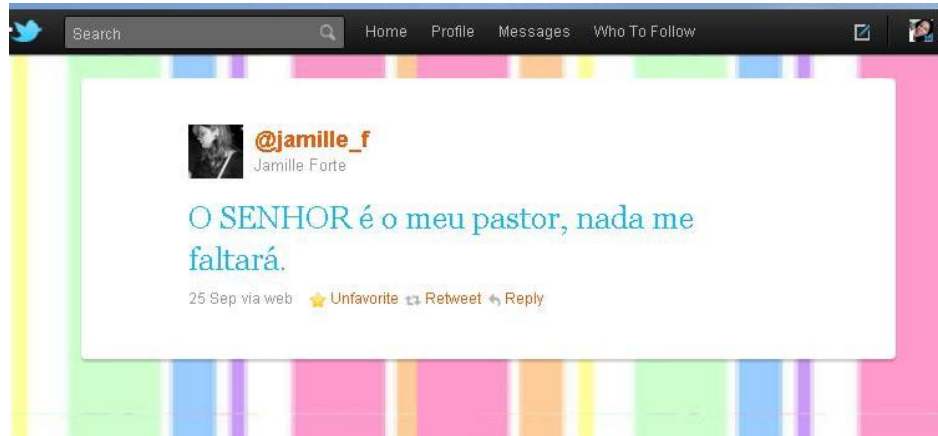 Search Home Profile Messages Who To Follow
@jamille_f
Jamille Forte
O SENHOR é o meu pastor, nada me
faltará.
25 Sep via web Unfavorite Retweet Reply